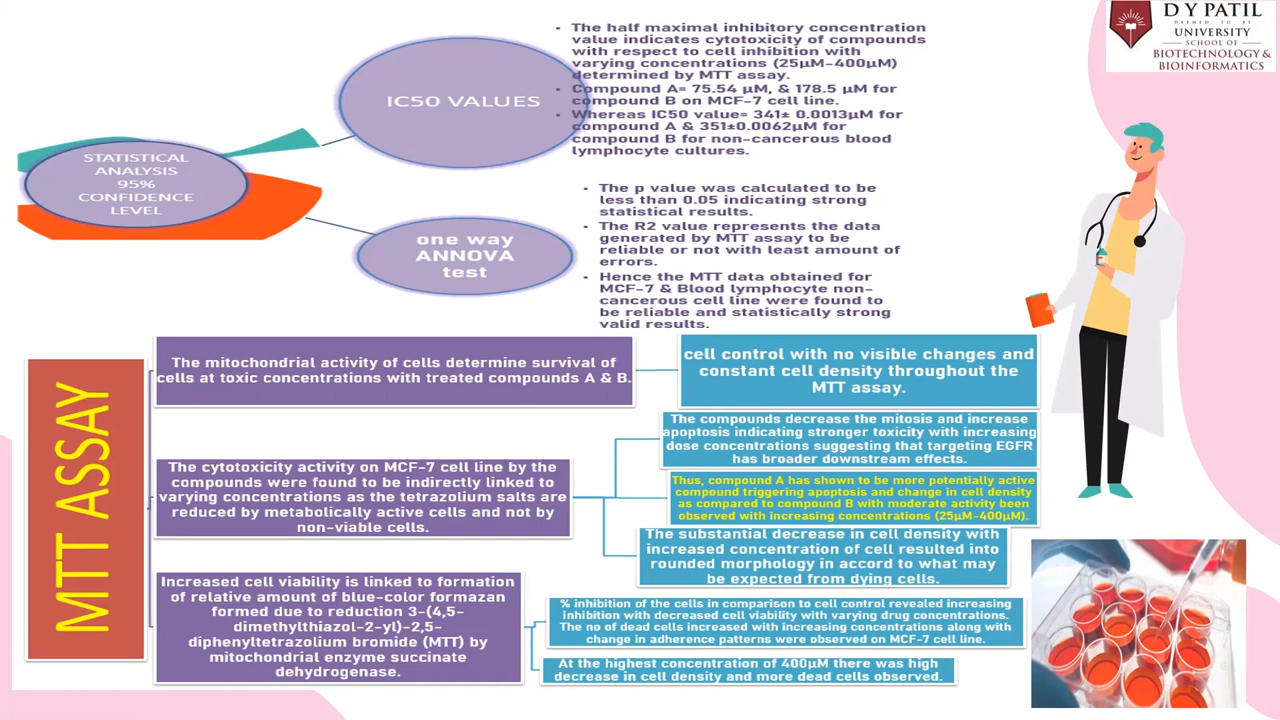 D Y PATIL
DEEMED TO BE
UNIVERSITY
SCHOOL OF
BIOTECHNOLOGY &
BIOINFORMATICS
STATISTICAL
ANALYSIS
95%
CONFIDENCE
LEVEL
IC50 VALUES
- The half maximal inhibitory concentration
value indicates cytotoxicity of compounds
with respect to cell inhibition with
varying concentrations (25µM-400µM)
determined by MTT assay.
- Compound A= 75.54 µM, & 178.5 µM for
compound B on MCF-7 cell line.
- Whereas IC50 value= 341± 0.0013µM for
compound A & 351±0.0062µM for
compound B for non-cancerous blood
lymphocyte cultures.
one way
ANNOVA
test
- The p value was calculated to be
less than 0.05 indicating strong
statistical results.
- The R2 value represents the data
generated by MTT assay to be
reliable or not with least amount of
errors.
- Hence the MTT data obtained for
MCF-7 & Blood lymphocyte non-
cancerous cell line were found to
be reliable and statistically strong
valid results.
MTT ASSAY
The mitochondrial activity of cells determine survival of
cells at toxic concentrations with treated compounds A & B.
cell control with no visible changes and
constant cell density throughout the
MTT assay.
The cytotoxicity activity on MCF-7 cell line by the
compounds were found to be indirectly linked to
varying concentrations as the tetrazolium salts are
reduced by metabolically active cells and not by
non-viable cells.
The compounds decrease the mitosis and increase
apoptosis indicating stronger toxicity with increasing
dose concentrations suggesting that targeting EGFR
has broader downstream effects.
Thus, compound A has shown to be more potentially active
compound triggering apoptosis and change in cell density
as compared to compound B with moderate activity been
observed with increasing concentrations (25µM-400µM).
The substantial decrease in cell density with
increased concentration of cell resulted into
rounded morphology in accord to what may
be expected from dying cells.
Increased cell viability is linked to formation
of relative amount of blue-color formazan
formed due to reduction 3-(4,5-
dimethylthiazol-2-yl)-2,5-
diphenyltetrazolium bromide (MTT) by
mitochondrial enzyme succinate
dehydrogenase.
% inhibition of the cells in comparison to cell control revealed increasing
inhibition with decreased cell viability with varying drug concentrations.
The no of dead cells increased with increasing concentrations along with
change in adherence patterns were observed on MCF-7 cell line.
At the highest concentration of 400µM there was high
decrease in cell density and more dead cells observed.